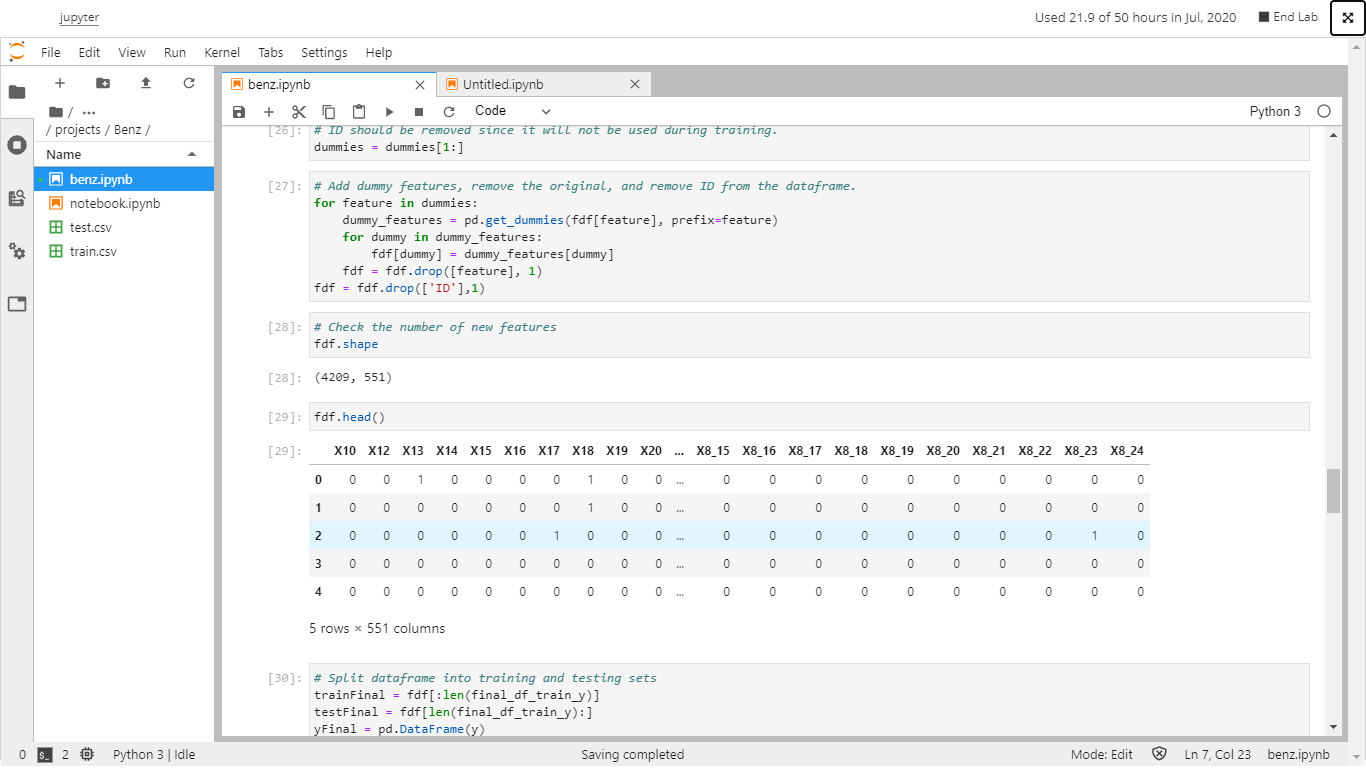 jupyter
Used 21.9 of 50 hours in Jul, 2020
End Lab
File Edit View Run Kernel Tabs Settings Help
/ ...
/ projects / Benz /
Name
benz.ipynb
notebook.ipynb
test.csv
train.csv
benz.ipynb
Untitled.ipynb
Code
Python 3
[26]: # ID should be removed since it will not be used during training.
dummies = dummies[1:]
[27]: # Add dummy features, remove the original, and remove ID from the dataframe.
for feature in dummies:
    dummy_features = pd.get_dummies(fdf[feature], prefix=feature)
    for dummy in dummy_features:
        fdf[dummy] = dummy_features[dummy]
    fdf = fdf.drop([feature], 1)
fdf = fdf.drop(['ID'],1)
[28]: # Check the number of new features
fdf.shape
[28]: (4209, 551)
[29]: fdf.head()
[29]: X10 X12 X13 X14 X15 X16 X17 X18 X19 X20 ... X8_15 X8_16 X8_17 X8_18 X8_19 X8_20 X8_21 X8_22 X8_23 X8_24
0 0 0 1 0 0 0 0 1 0 0 ... 0 0 0 0 0 0 0 0 0 0
1 0 0 0 0 0 0 0 1 0 0 ... 0 0 0 0 0 0 0 0 0 0
2 0 0 0 0 0 0 1 0 0 0 ... 0 0 0 0 0 0 0 0 1 0
3 0 0 0 0 0 0 0 0 0 0 ... 0 0 0 0 0 0 0 0 0 0
4 0 0 0 0 0 0 0 0 0 0 ... 0 0 0 0 0 0 0 0 0 0
5 rows × 551 columns
[30]: # Split dataframe into training and testing sets
trainFinal = fdf[:len(final_df_train_y)]
testFinal = fdf[len(final_df_train_y):]
yFinal = pd.DataFrame(y)
0 $_ 2 Python 3 | Idle
Saving completed
Mode: Edit
Ln 7, Col 23
benz.ipynb